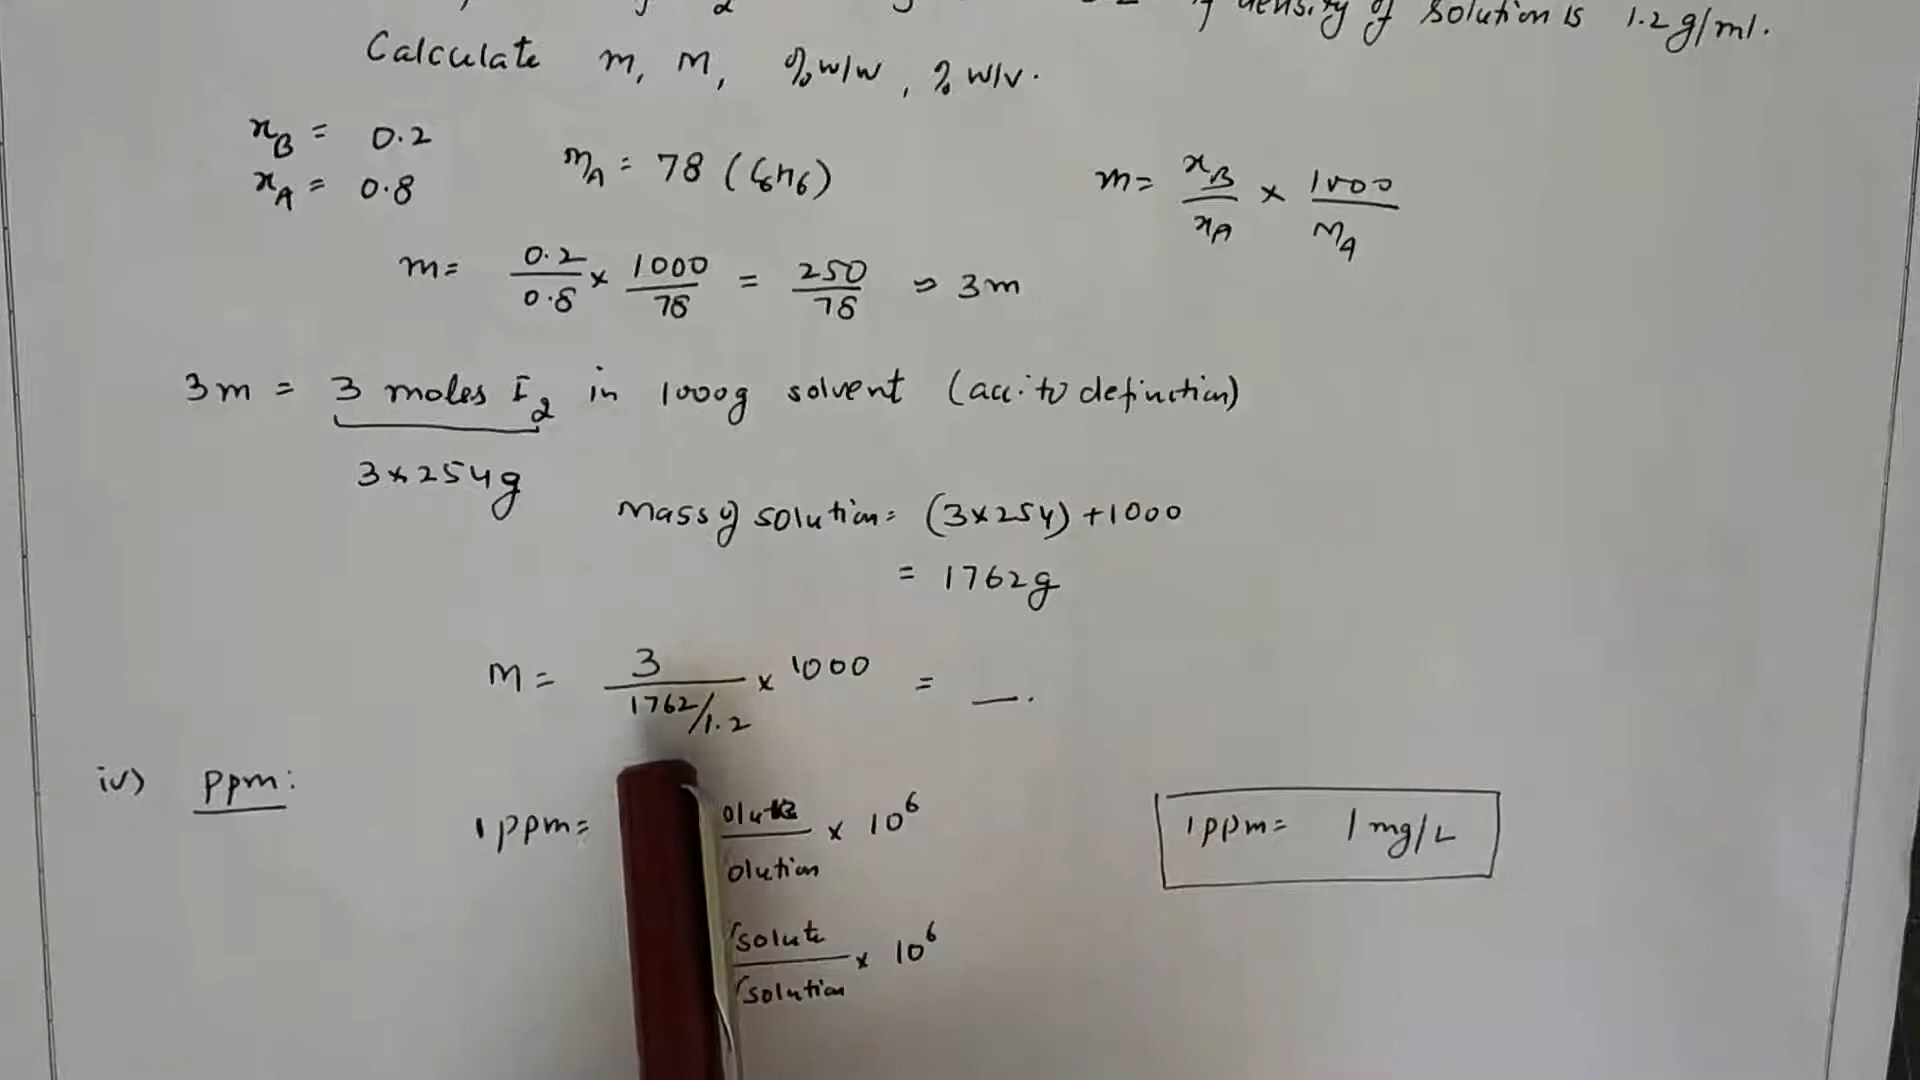 density of solution is 1.2g/ml.
Calculate m, M, % w/w, % w/v.
xB = 0.2
xA = 0.8
MA = 78 (C6H6)
m = xB/xA × 1000/MA
m = 0.2/0.8 × 1000/78 = 250/78 ⇒ 3m
3m = 3 moles I2 in 1000g solvent (acc. to definition)
3×254g
Mass of solution = (3×254)+1000
= 1762g
M = 3/1762/1.2 × 1000 = —.
iv) ppm:
1ppm = olute/olution × 10^6
1ppm = 1mg/L
solute/solution × 10^6